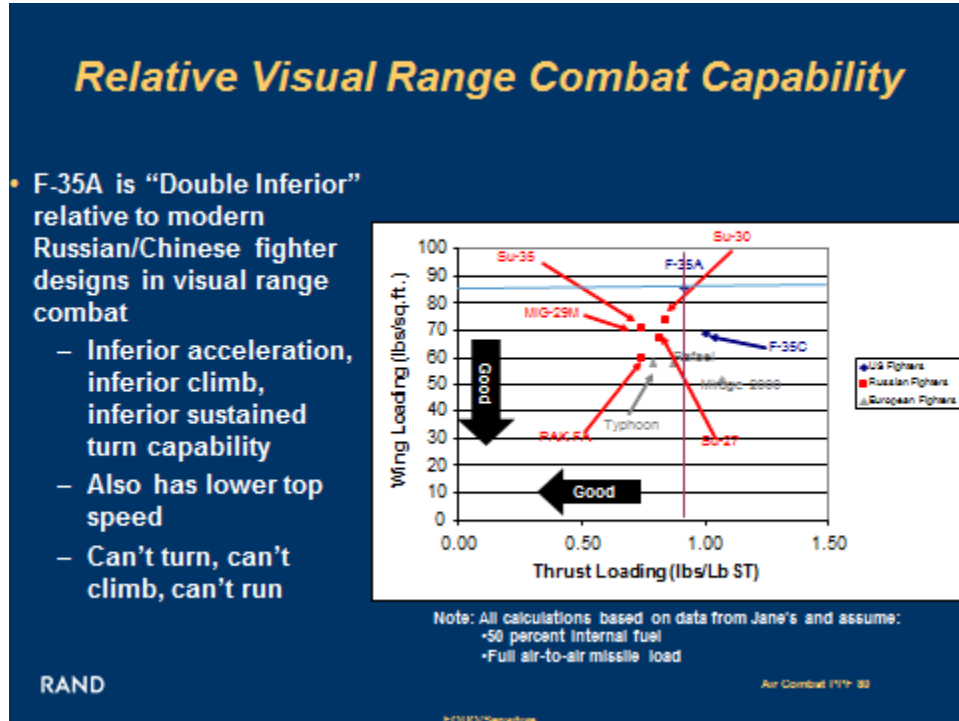 Relative Visual Range Combat Capability
• F-35A is “Double Inferior”
relative to modern
Russian/Chinese fighter
designs in visual range
combat
– Inferior acceleration,
inferior climb,
inferior sustained
turn capability
– Also has lower top
speed
– Can’t turn, can’t
climb, can’t run
Su-30
Su-35
F-35A
MIG-29M
F-35C
Rafael
Mirage 2000
Typhoon
PAK FA
Su-27
Good
Good
100
90
80
70
60
50
40
30
20
10
0
0.00 0.50 1.00 1.50
Wing Loading (lbs/sq.ft.)
Thrust Loading (lbs/Lb ST)
US Fighters
Russian Fighters
European Fighters
Note: All calculations based on data from Jane's and assume:
•50 percent internal fuel
•Full air-to-air missile load
RAND
Air Combat